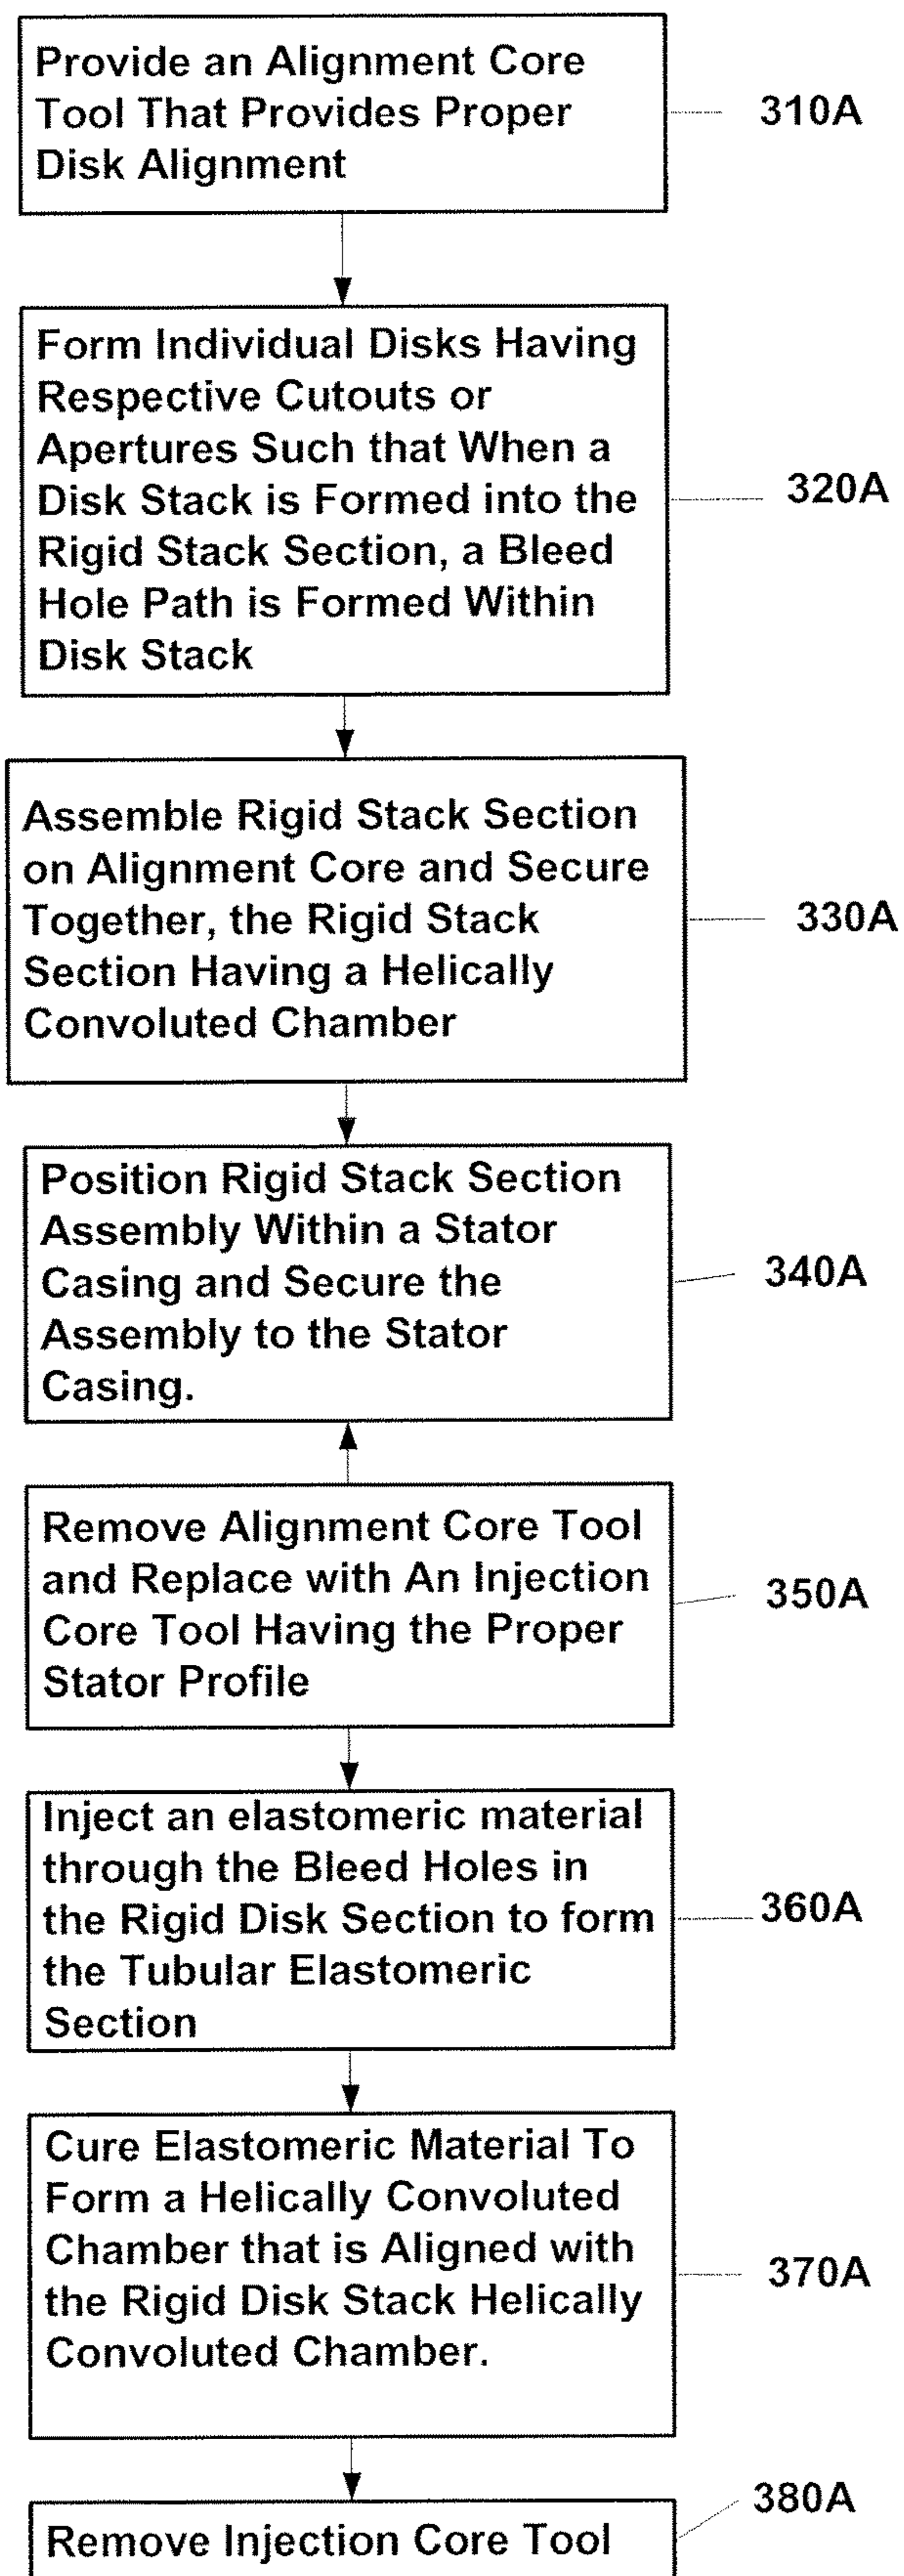 Provide an Alignment Core
Tool That Provides Proper
Disk Alignment
310A
Form Individual Disks Having
Respective Cutouts or
Apertures Such that When a
Disk Stack is Formed into the
Rigid Stack Section, a Bleed
Hole Path is Formed Within
Disk Stack
320A
Assemble Rigid Stack Section
on Alignment Core and Secure
Together, the Rigid Stack
Section Having a Helically
Convoluted Chamber
330A
Position Rigid Stack Section
Assembly Within a Stator
Casing and Secure the
Assembly to the Stator
Casing.
340A
Remove Alignment Core Tool
and Replace with An Injection
Core Tool Having the Proper
Stator Profile
350A
Inject an elastomeric material
through the Bleed Holes in
the Rigid Disk Section to form
the Tubular Elastomeric
Section
360A
Cure Elastomeric Material To
Form a Helically Convoluted
Chamber that is Aligned with
the Rigid Disk Stack Helically
Convoluted Chamber.
370A
Remove Injection Core Tool
380A